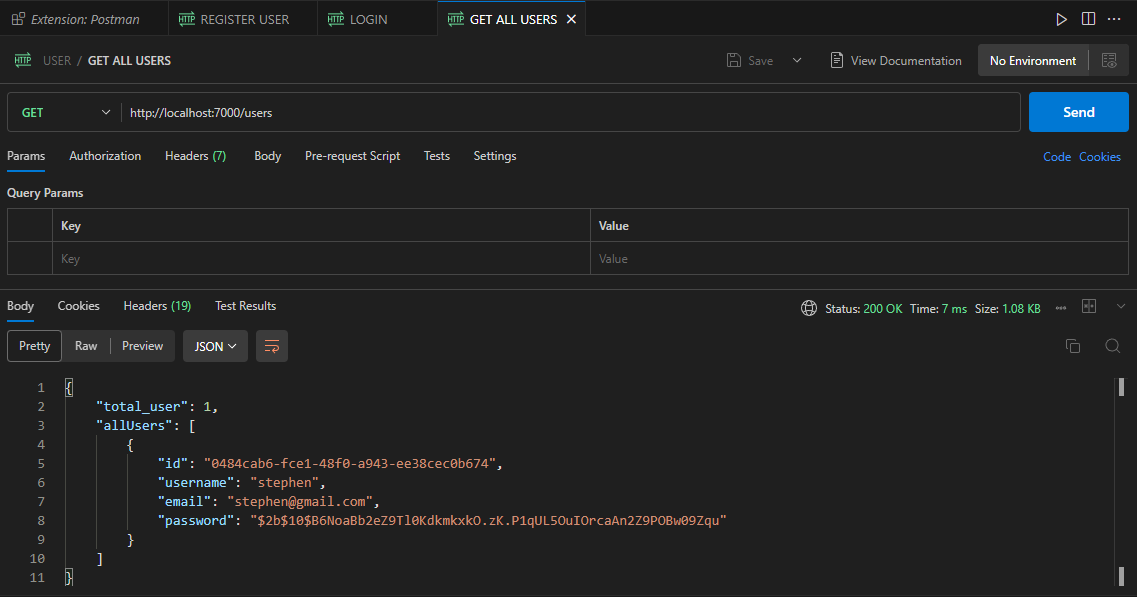 Extension: Postman
HTTP REGISTER USER
HTTP LOGIN
HTTP GET ALL USERS
HTTP USER / GET ALL USERS
Save
View Documentation
No Environment
GET
http://localhost:7000/users
Send
Params Authorization Headers (7) Body Pre-request Script Tests Settings
Code Cookies
Query Params
Key Value
Key Value
Body Cookies Headers (19) Test Results
Status: 200 OK Time: 7 ms Size: 1.08 KB
Pretty Raw Preview JSON
1 {
2 "total_user": 1,
3 "allUsers": [
4 {
5 "id": "0484cab6-fce1-48f0-a943-ee38cec0b674",
6 "username": "stephen",
7 "email": "stephen@gmail.com",
8 "password": "$2b$10$B6NoaBb2eZ9Tl0KdkmkxkO.zK.P1qUL5OuIOrcaAn2Z9POBw09Zqu"
9 }
10 ]
11 }